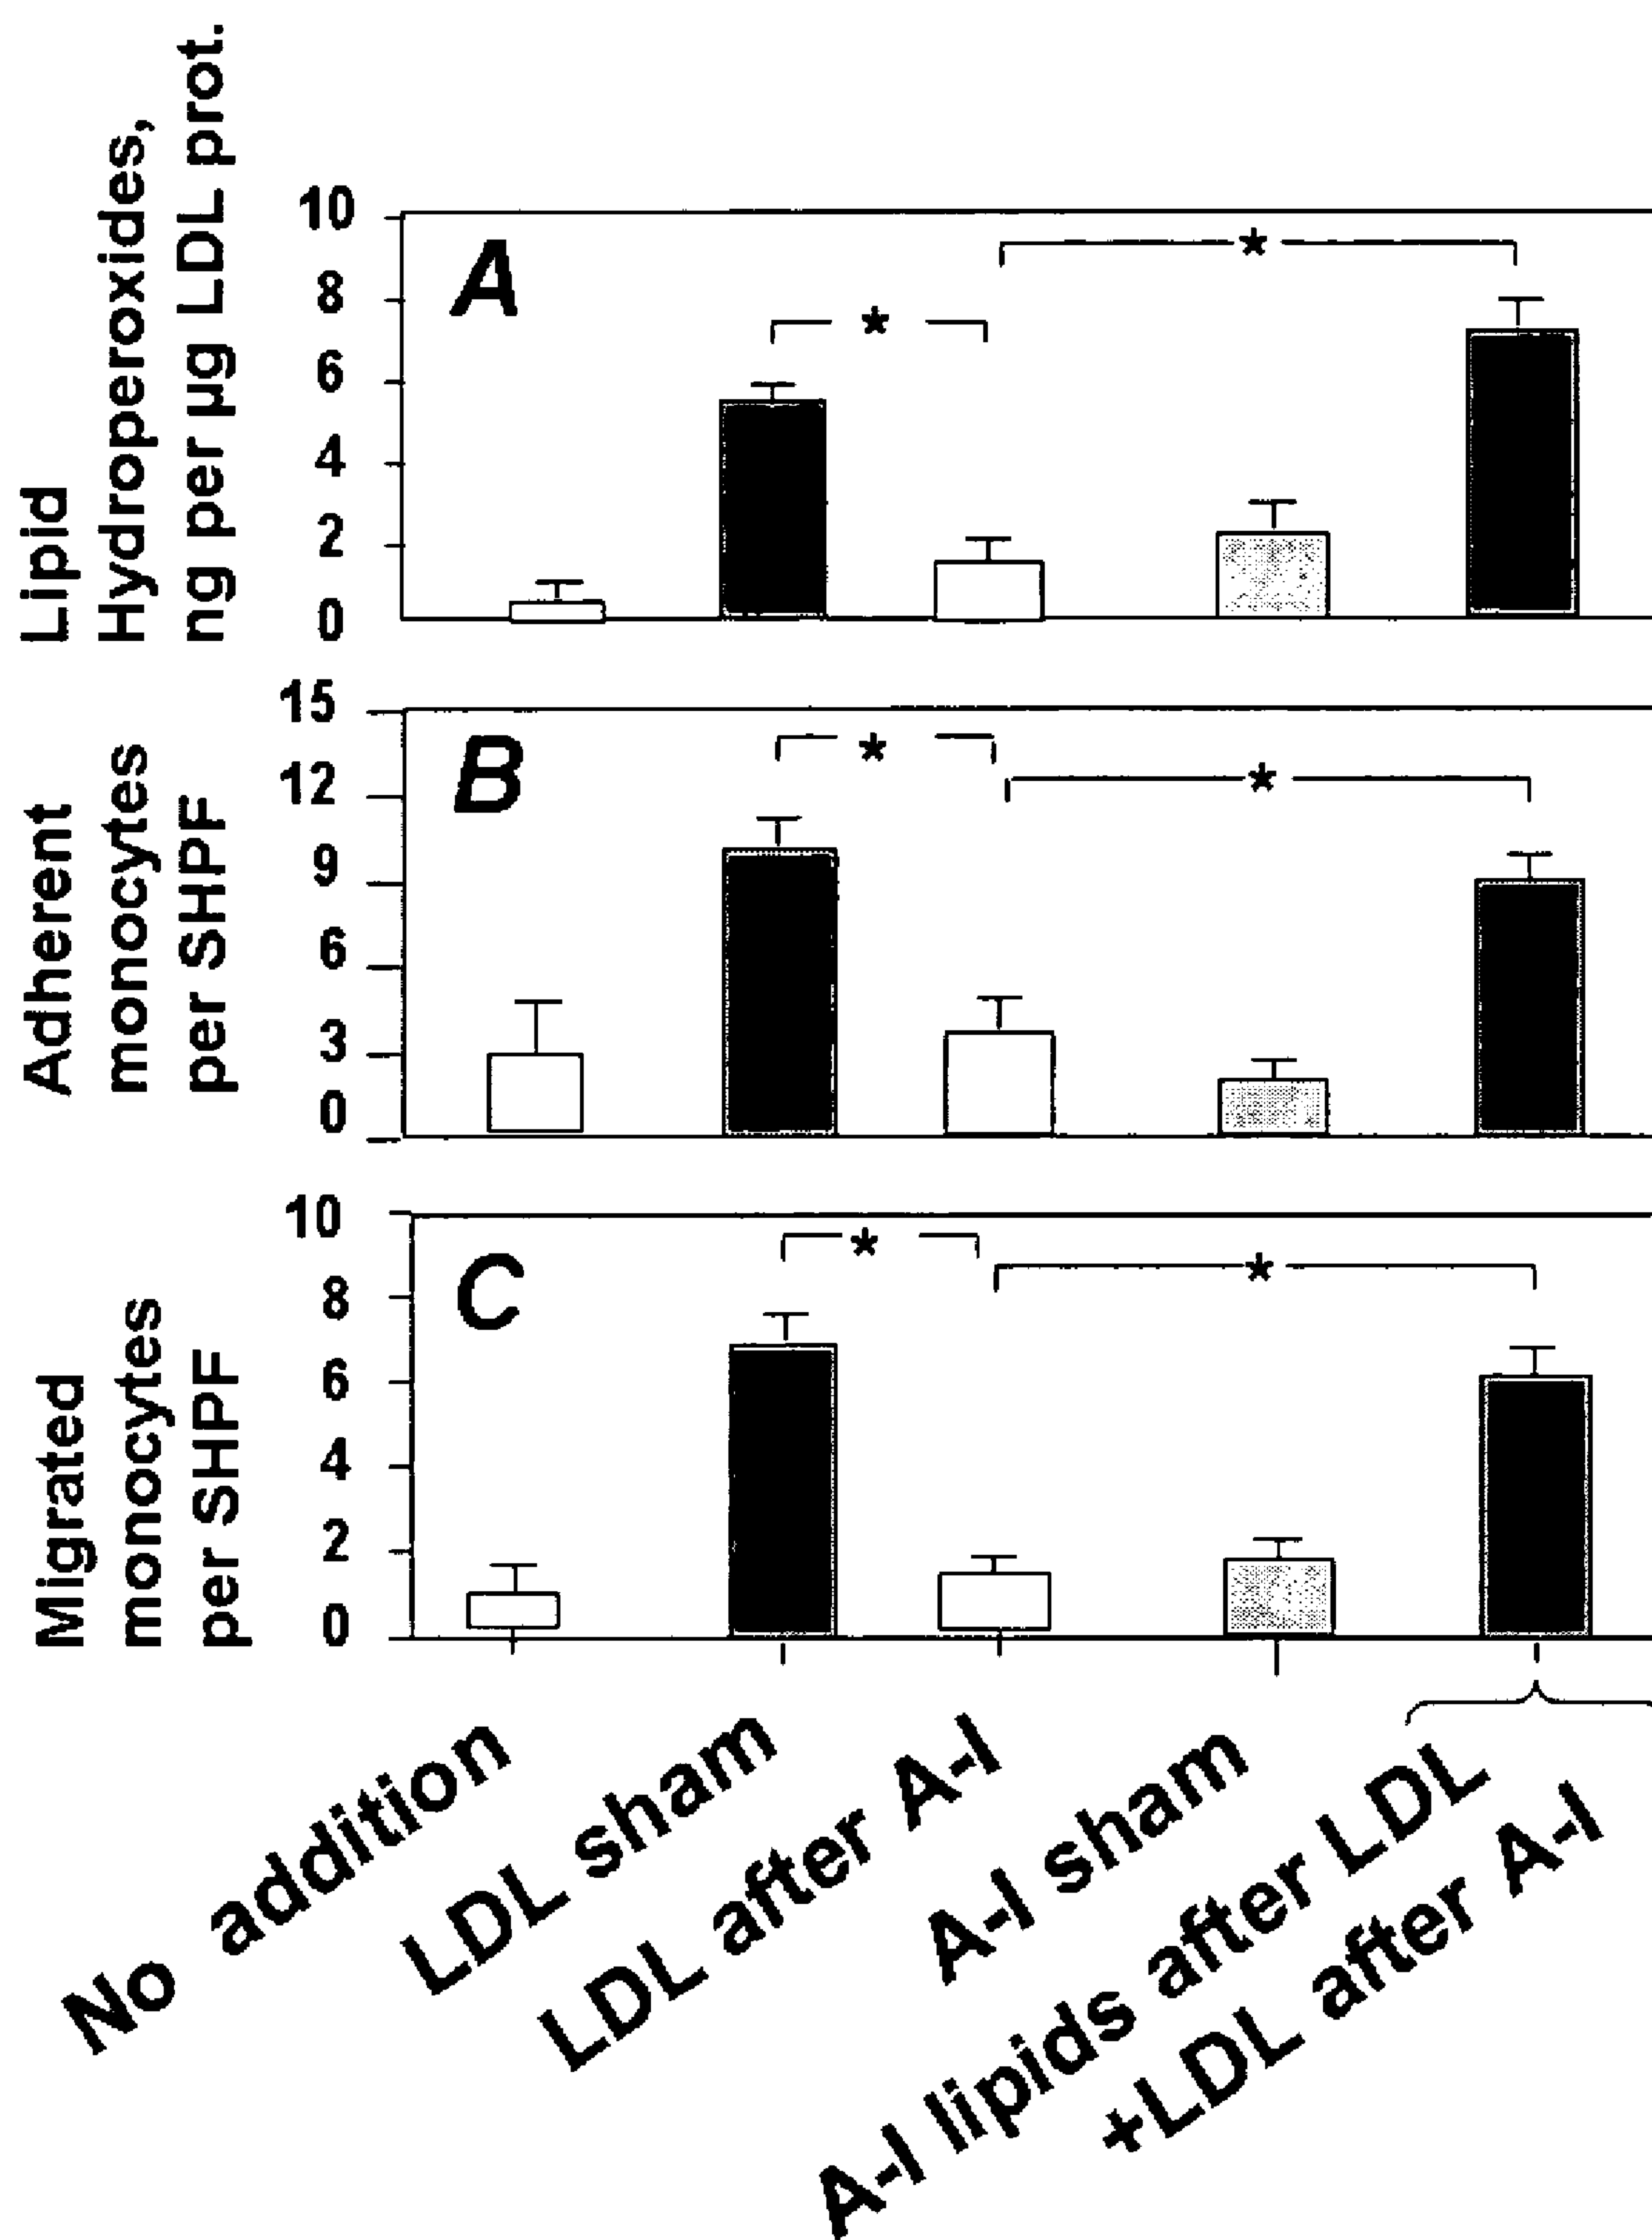 Lipid
Hydroperoxides,
ng per µg LDL prot.
10
8
6
4
2
0
A
*
*
Adherent
monocytes
per SHPF
15
12
9
6
3
0
B
*
*
Migrated
monocytes
per SHPF
10
8
6
4
2
0
C
*
*
No addition
LDL sham
LDL after A-I
A-I sham
A-I lipids after LDL
+LDL after A-I